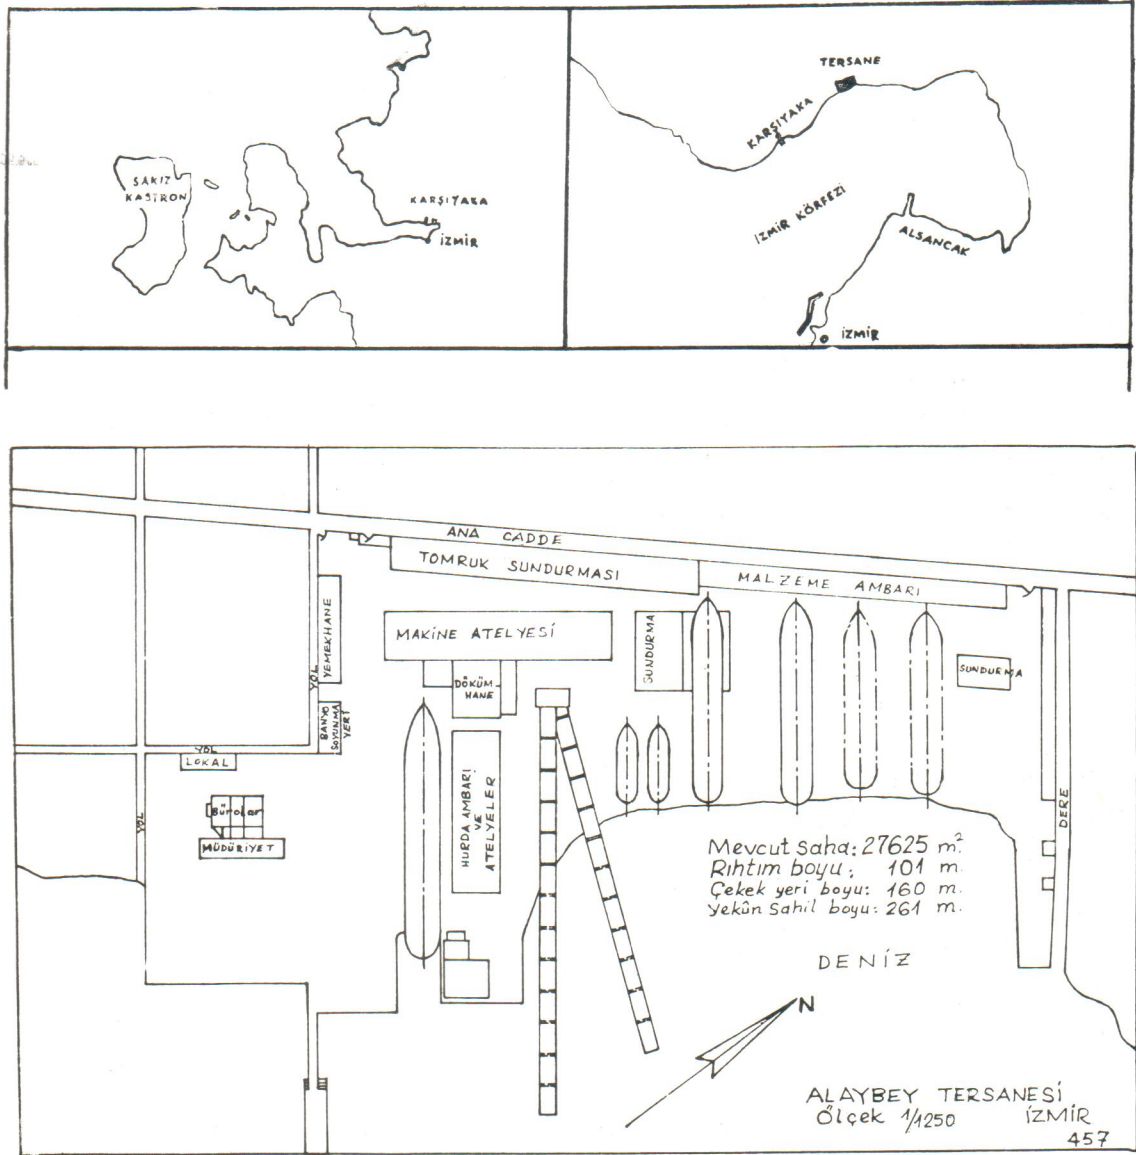 SAKIZ
KASTRON
KARŞIYAKA
İZMİR
TERSANE
KARŞIYAKA
İZMİR KÖRFEZİ
ALSANCAK
İZMİR
ANA CADDE
TOMRUK SUNDURMASI
MALZEME AMBARI
YEMEKHANE
MAKİNE ATELYESİ
SUNDURMA
SUNDURMA
DÖKÜM-
HANE
YOL
BANYO
SOYUNMA
YERİ
YOL
LOKAL
HURDA AMBARI
VE
ATELYELER
Bürolar
MÜDÜRİYET
YOL
DERE
Mevcut saha: 27625 m².
Rıhtım boyu: 101 m.
Çekek yeri boyu: 160 m.
Yekûn sahil boyu: 261 m.
DENİZ
N
ALAYBEY TERSANESİ
Ölçek 1/1250 İZMİR
457